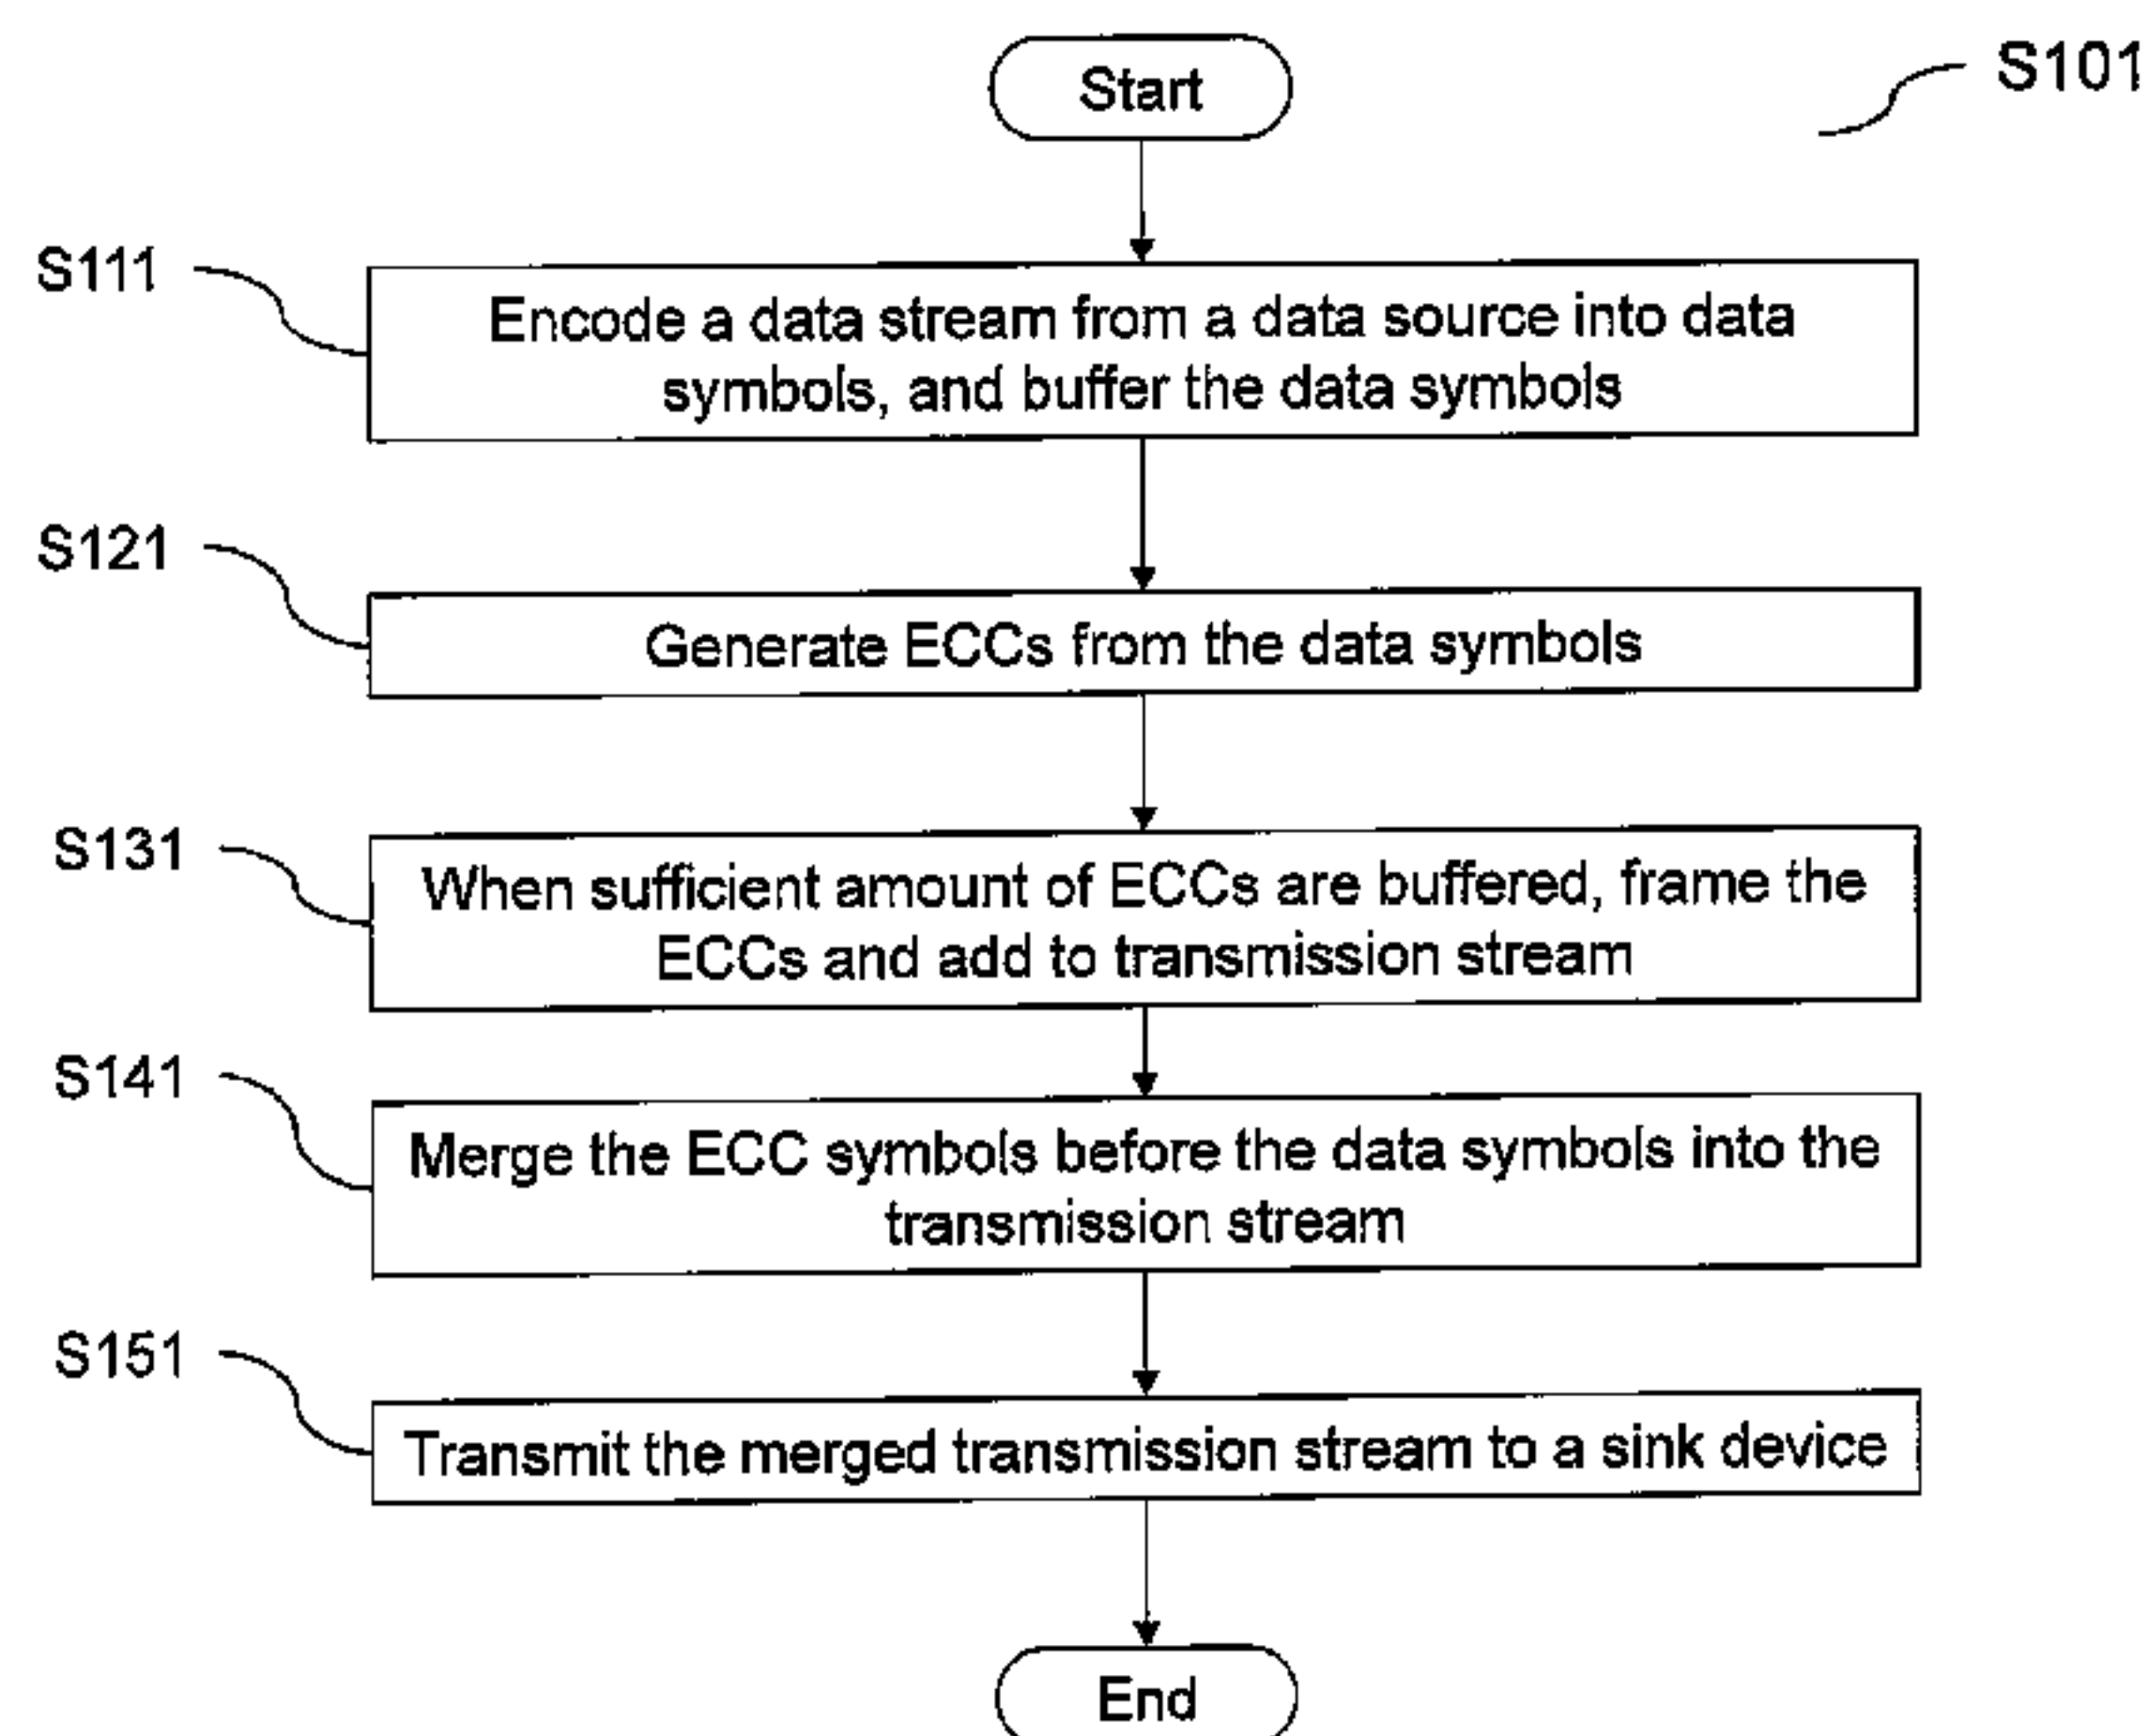 Start
S101
S111
Encode a data stream from a data source into data
symbols, and buffer the data symbols
S121
Generate ECCs from the data symbols
S131
When sufficient amount of ECCs are buffered, frame the
ECCs and add to transmission stream
S141
Merge the ECC symbols before the data symbols into the
transmission stream
S151
Transmit the merged transmission stream to a sink device
End